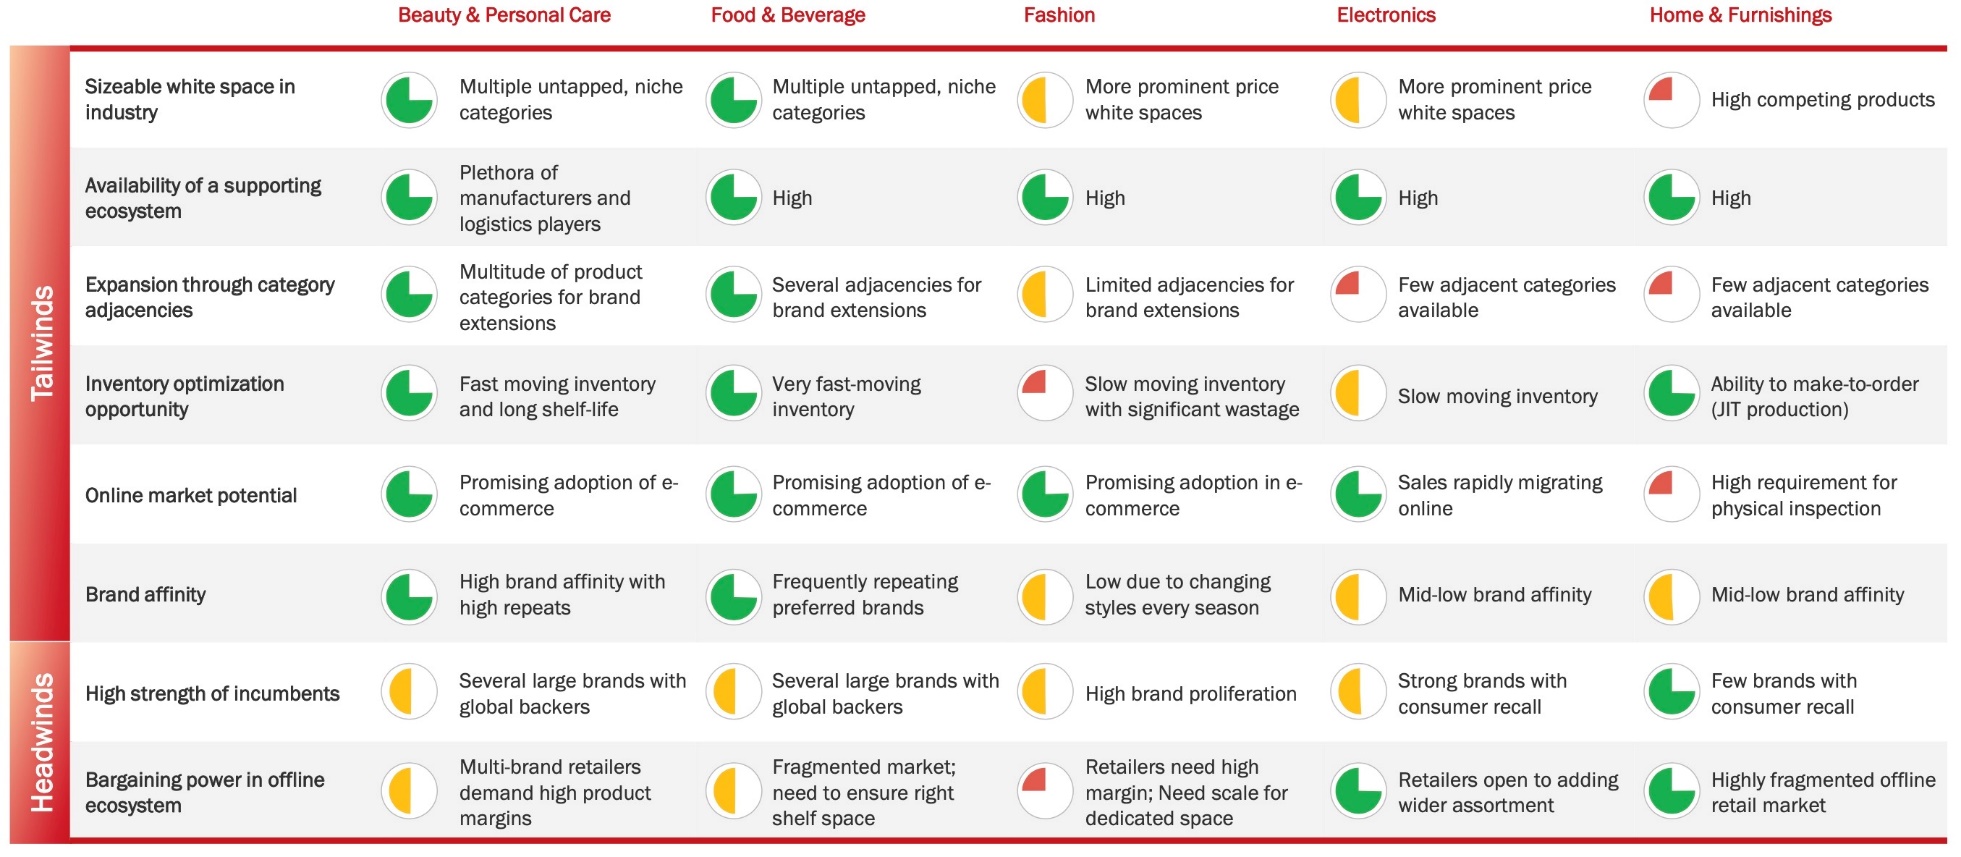 Beauty & Personal Care
Food & Beverage
Fashion
Electronics
Home & Furnishings
Tailwinds
Sizeable white space in
industry
Multiple untapped, niche
categories
Multiple untapped, niche
categories
More prominent price
white spaces
More prominent price
white spaces
High competing products
Availability of a supporting
ecosystem
Plethora of
manufacturers and
logistics players
High
High
High
High
Expansion through category
adjacencies
Multitude of product
categories for brand
extensions
Several adjacencies for
brand extensions
Limited adjacencies for
brand extensions
Few adjacent categories
available
Few adjacent categories
available
Inventory optimization
opportunity
Fast moving inventory
and long shelf-life
Very fast-moving
inventory
Slow moving inventory
with significant wastage
Slow moving inventory
Ability to make-to-order
(JIT production)
Online market potential
Promising adoption of e-
commerce
Promising adoption of e-
commerce
Promising adoption in e-
commerce
Sales rapidly migrating
online
High requirement for
physical inspection
Brand affinity
High brand affinity with
high repeats
Frequently repeating
preferred brands
Low due to changing
styles every season
Mid-low brand affinity
Mid-low brand affinity
Headwinds
High strength of incumbents
Several large brands with
global backers
Several large brands with
global backers
High brand proliferation
Strong brands with
consumer recall
Few brands with
consumer recall
Bargaining power in offline
ecosystem
Multi-brand retailers
demand high product
margins
Fragmented market;
need to ensure right
shelf space
Retailers need high
margin; Need scale for
dedicated space
Retailers open to adding
wider assortment
Highly fragmented offline
retail market